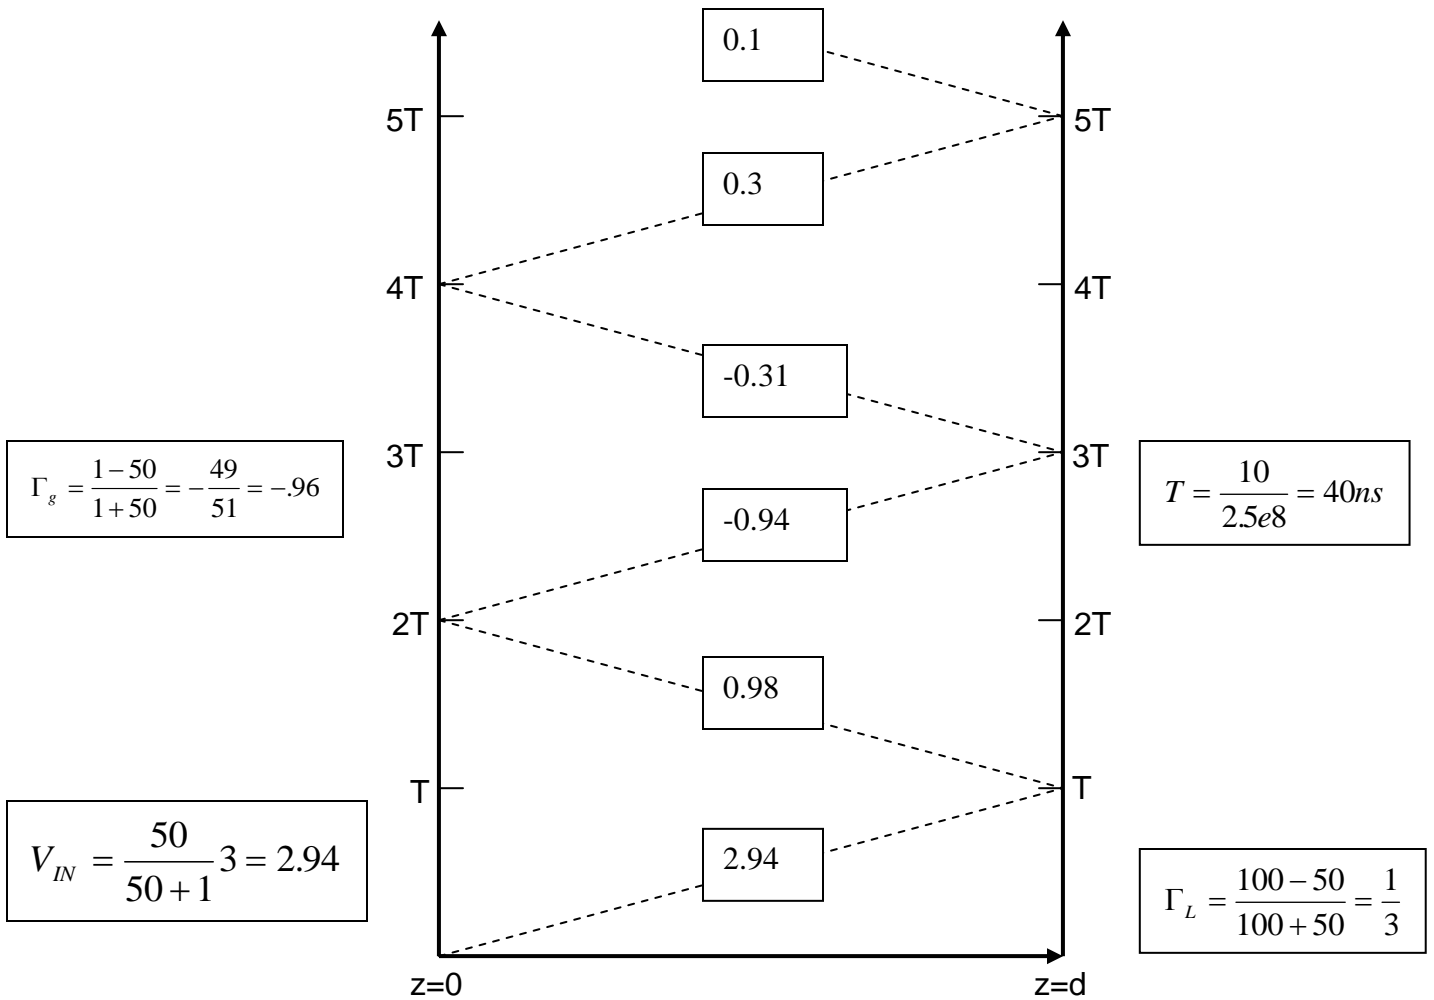 0.1
5T
5T
0.3
4T
4T
-0.31
3T
3T
Γg = 1 − 50 / 1 + 50 = − 49 / 51 = −.96
T = 10 / 2.5e8 = 40ns
-0.94
2T
2T
0.98
T
T
VIN = 50 / 50 + 1 3 = 2.94
2.94
ΓL = 100 − 50 / 100 + 50 = 1 / 3
z=0
z=d